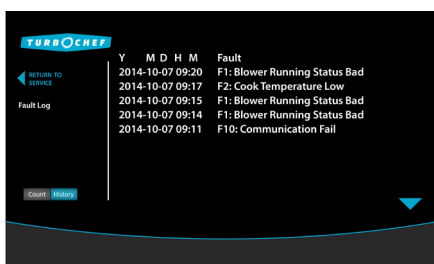 TURBOCHEF
Y M D H M Fault
RETURN TO
SERVICE
2014-10-07 09:20 F1: Blower Running Status Bad
2014-10-07 09:17 F2: Cook Temperature Low
Fault Log
2014-10-07 09:15 F1: Blower Running Status Bad
2014-10-07 09:14 F1: Blower Running Status Bad
2014-10-07 09:11 F10: Communication Fail
Count History